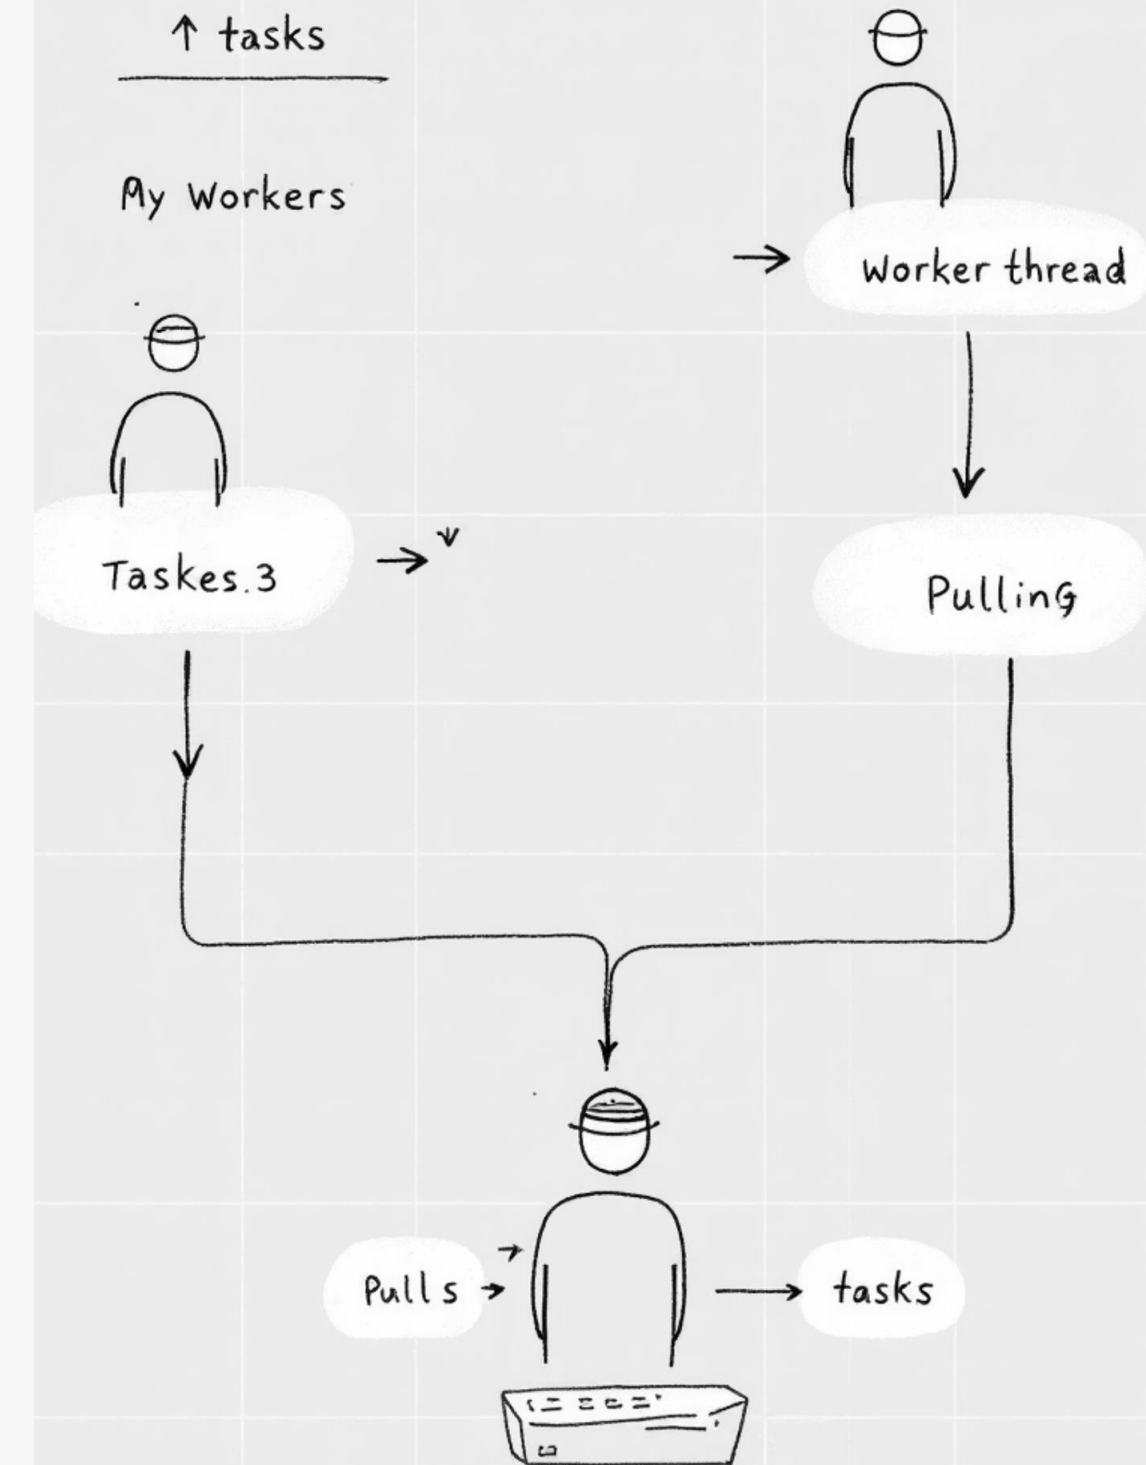 ↑ tasks
My Workers
Worker thread
Taskes.3
Pulling
Pulls
tasks